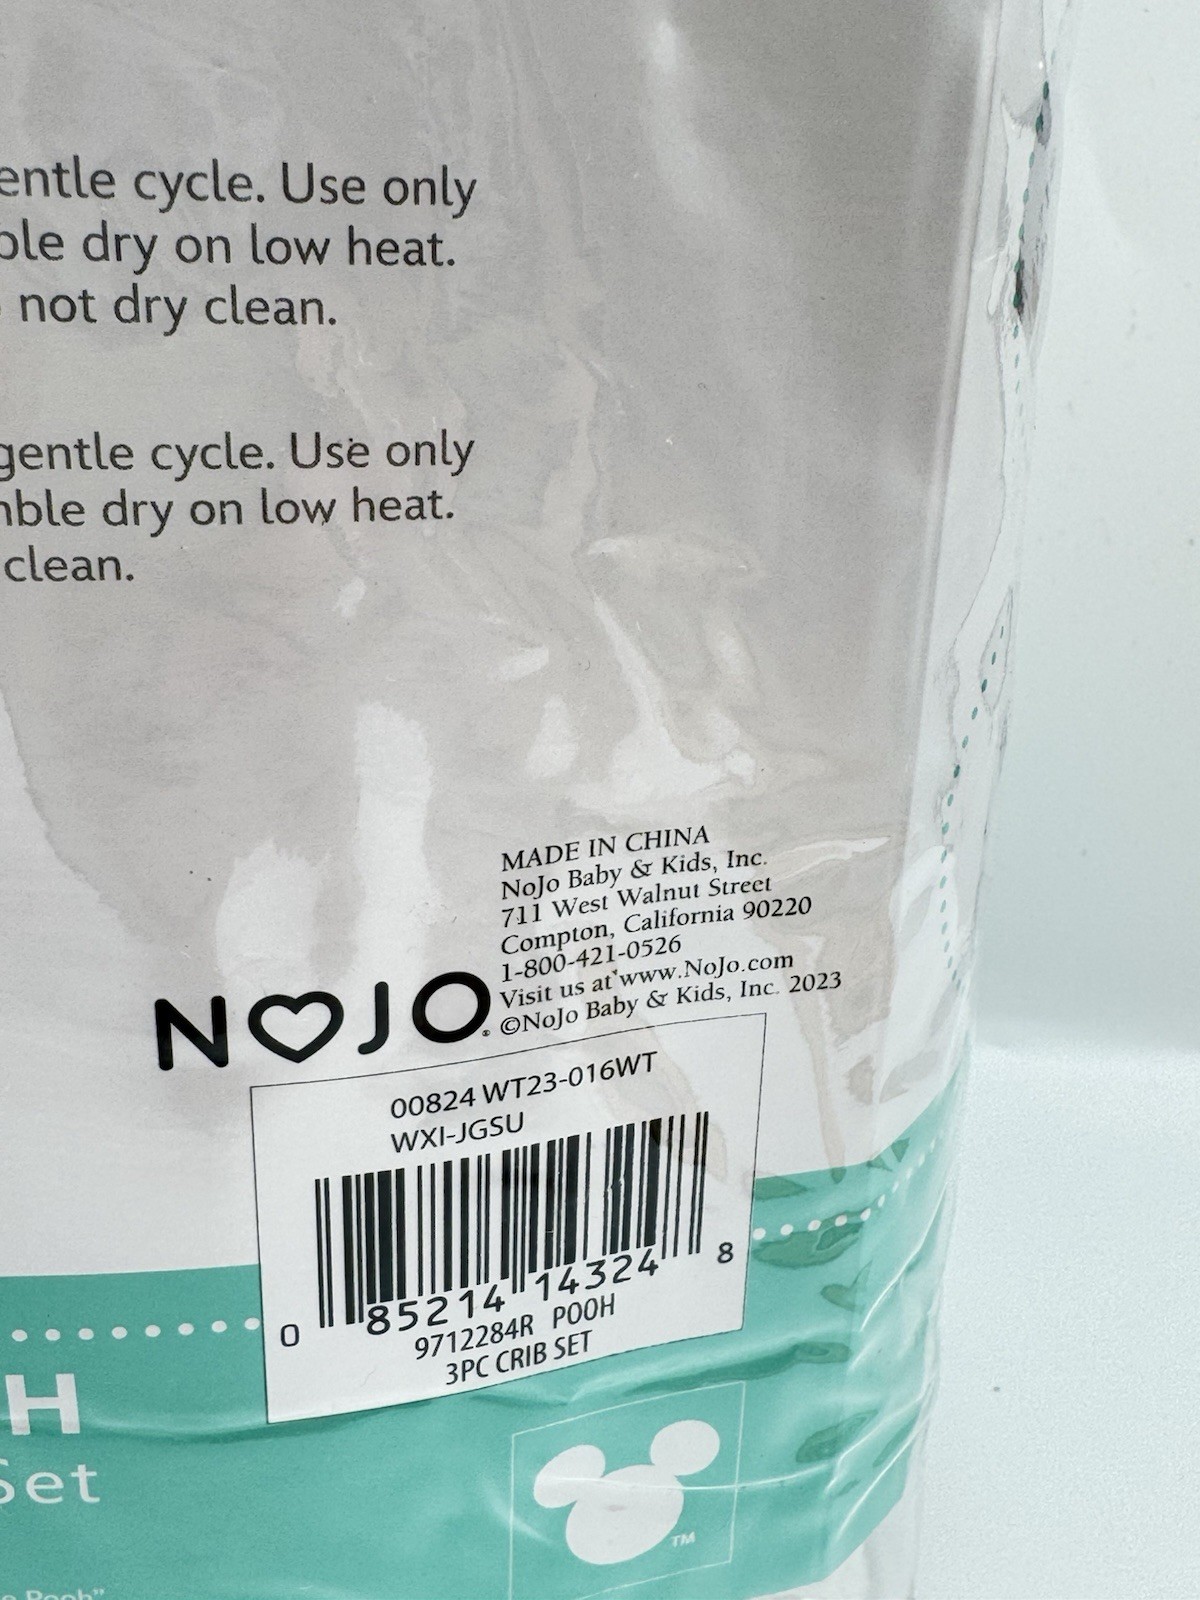 entle cycle. Use only
ble dry on low heat.
not dry clean.
gentle cycle. Use only
mble dry on low heat.
clean.
MADE IN CHINA
NoJo Baby & Kids, Inc.
711 West Walnut Street
Compton, California 90220
1-800-421-0526
Visit us at www.NoJo.com
©NoJo Baby & Kids, Inc. 2023
NOJO
00824 WT23-016WT
WXI-JGSU
0 85214 14324 8
9712284R POOH
3PC CRIB SET
H
Set
TM
e Pooh”